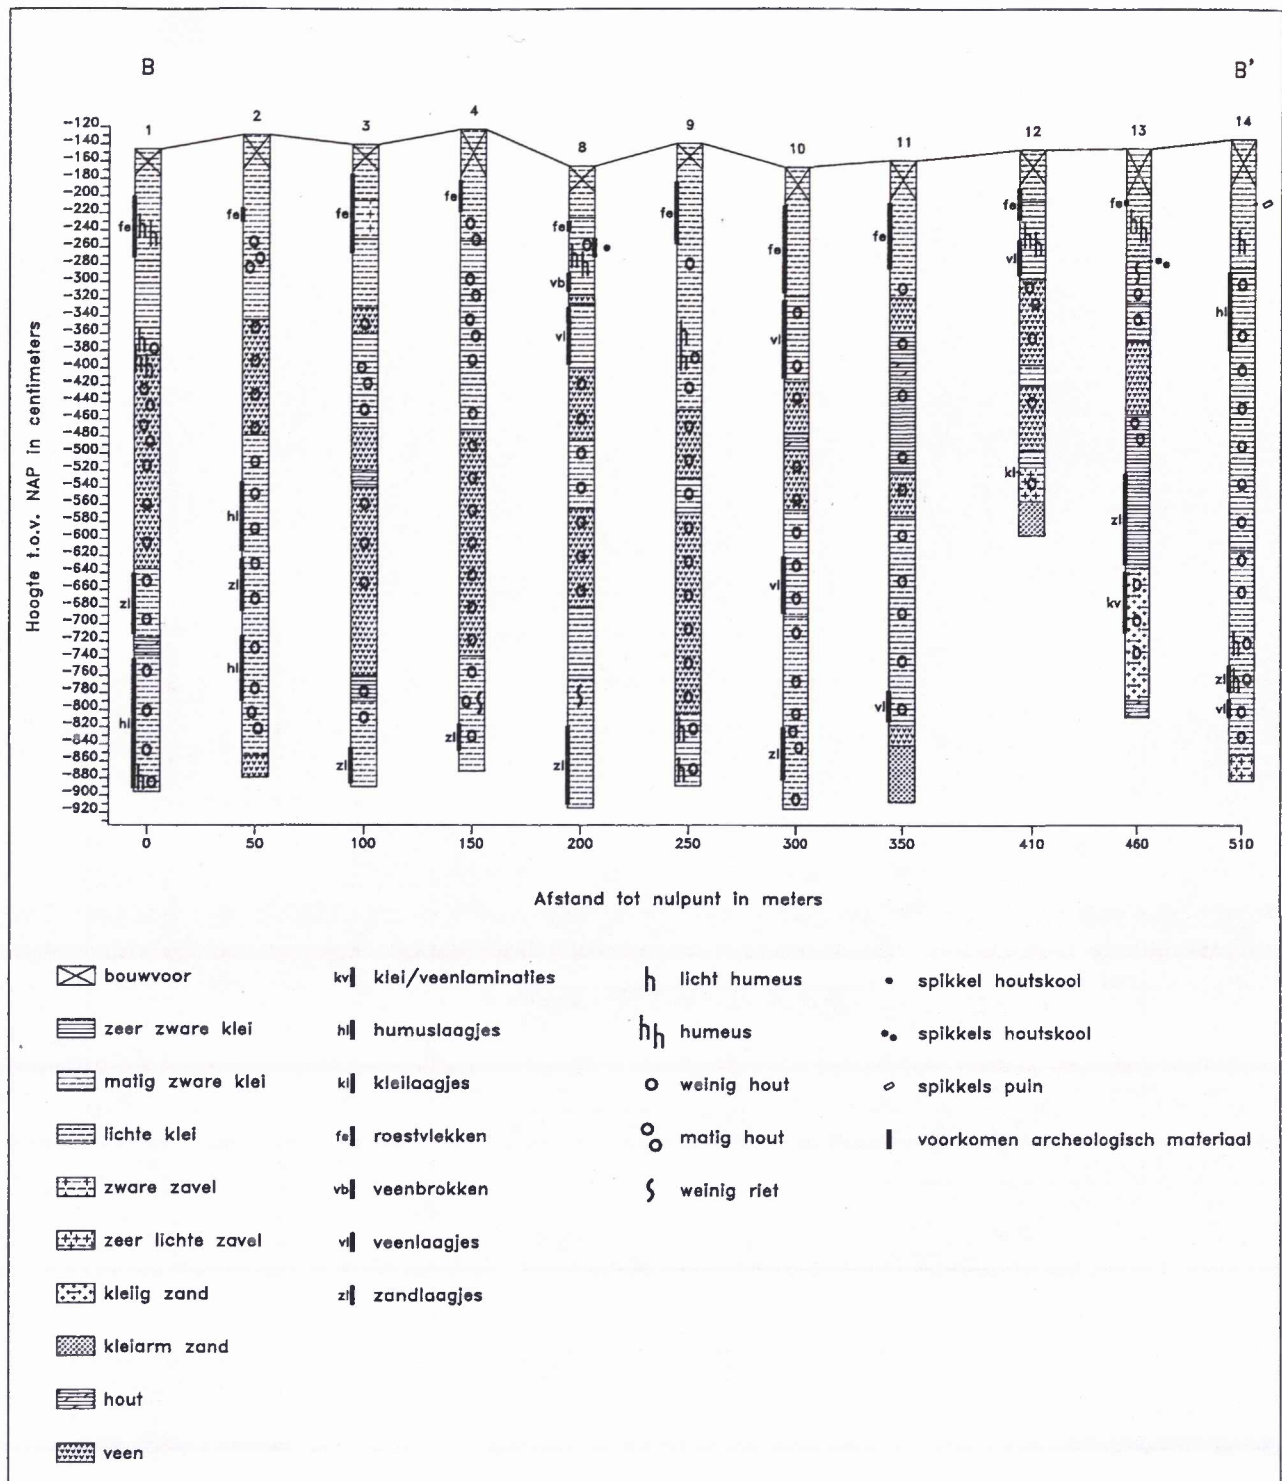 B B'
1 2 3 4 8 9 10 11 12 13 14
Hoogte t.o.v. NAP in centimeters
-120
-140
-160
-180
-200
-220
-240
-260
-280
-300
-320
-340
-360
-380
-400
-420
-440
-460
-480
-500
-520
-540
-560
-580
-600
-620
-640
-660
-680
-700
-720
-740
-760
-780
-800
-820
-840
-860
-880
-900
-920
fe zl hl
fe hl zl hl
fe zl
fe zl
fe vb vl zl
fe
fe vl vl zl
fe vl
fe vl kl
fe zl kv
hl zl vl
0 50 100 150 200 250 300 350 410 460 510
Afstand tot nulpunt in meters
bouwvoor
zeer zware klei
matig zware klei
lichte klei
zware zavel
zeer lichte zavel
kleiig zand
kleiarm zand
hout
veen
kv klei/veenlaminaties
hl humuslaagjes
kl kleilaagjes
fe roestvlekken
vb veenbrokken
vl veenlaagjes
zl zandlaagjes
h licht humeus
hh humeus
weinig hout
matig hout
weinig riet
spikkel houtskool
spikkels houtskool
spikkels puin
voorkomen archeologisch materiaal